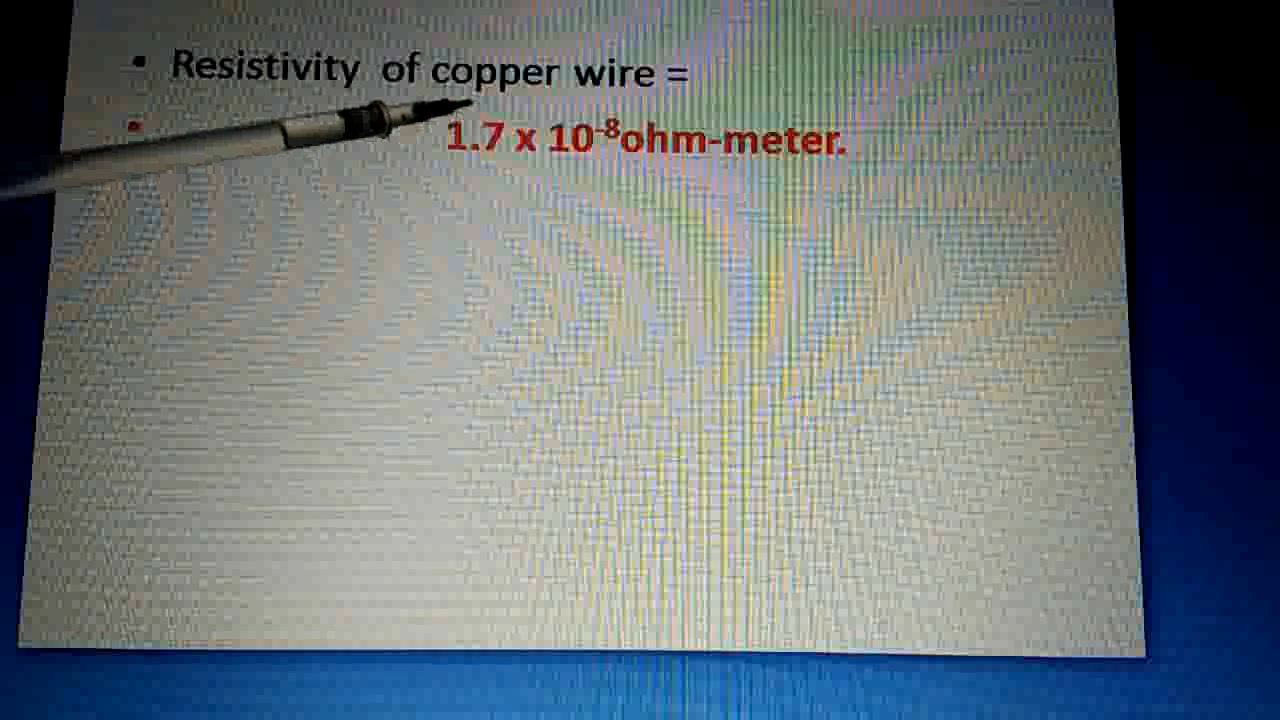 • Resistivity of copper wire =
• 1.7 x 10⁻⁸ohm-meter.